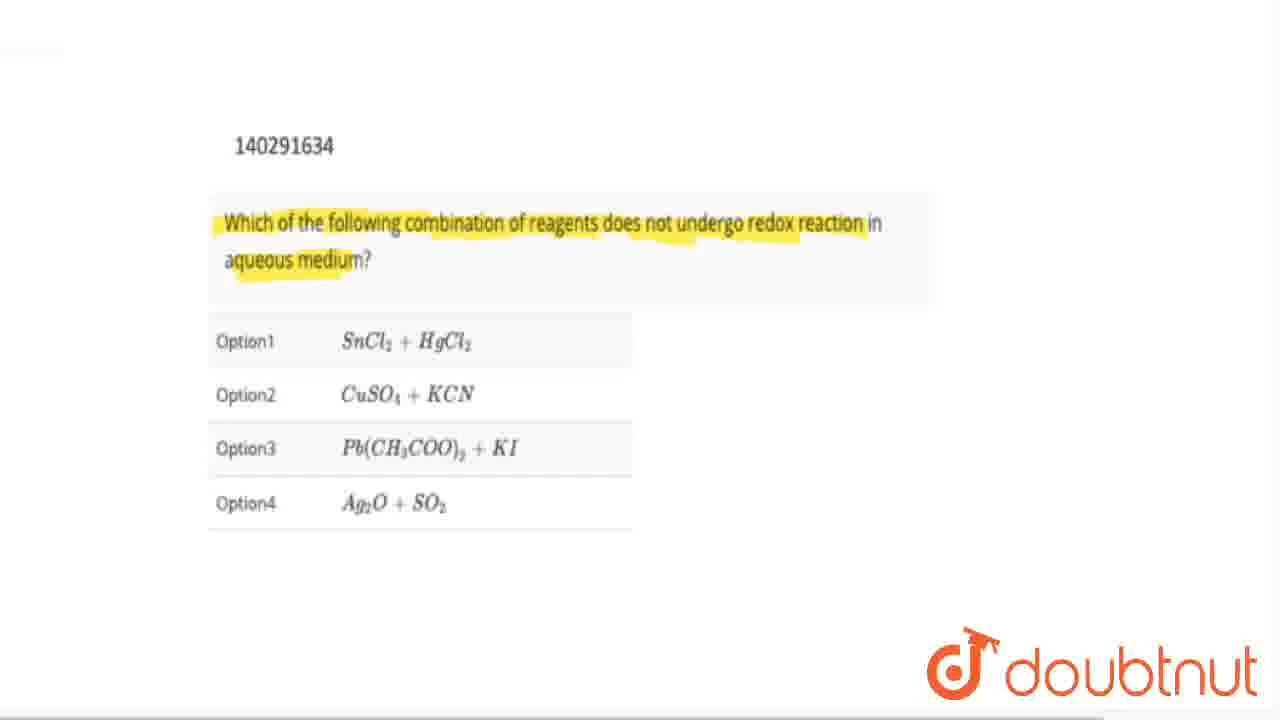 140291634
Which of the following combination of reagents does not undergo redox reaction in
aqueous medium?
Option1 SnCl₂ + HgCl₂
Option2 CuSO₄ + KCN
Option3 Pb(CH₃COO)₂ + KI
Option4 Ag₂O + SO₂
doubtnut